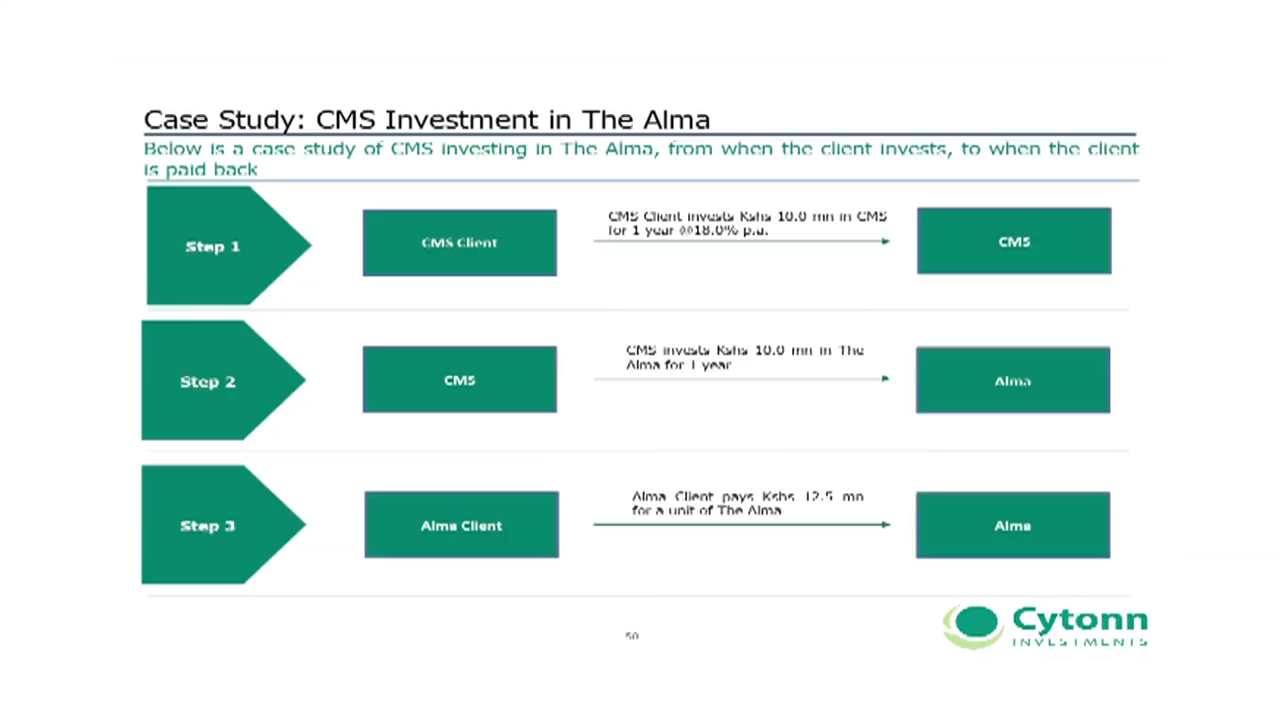 Case Study: CMS Investment in The Alma
Below is a case study of CMS investing in The Alma, from when the client invests, to when the client
is paid back
Step 1
CMS Client
CMS Client invests Kshs 10.0 mn in CMS
for 1 year @18.0% p.a.
CMS
Step 2
CMS
CMS invests Kshs 10.0 mn in The
Alma for 1 year
Alma
Step 3
Alma Client
Alma Client pays Kshs 12.5 mn
for a unit of The Alma
Alma
50
Cytonn
INVESTMENTS